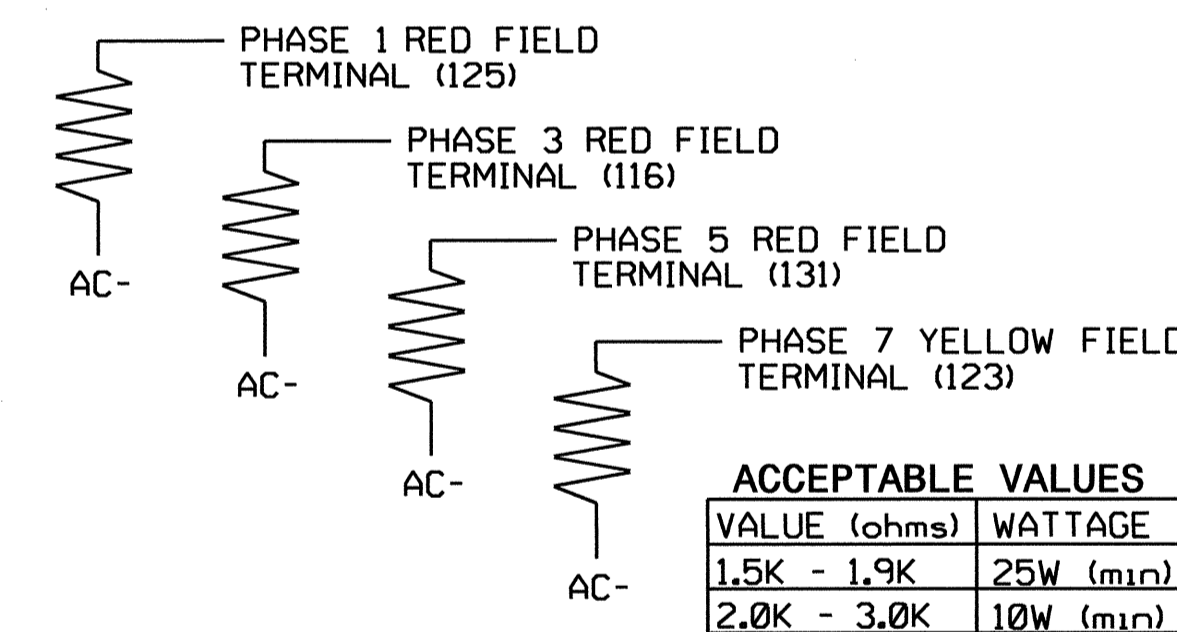 PHASE 1 RED FIELD
TERMINAL (125)
AC-
PHASE 3 RED FIELD
TERMINAL (116)
AC-
PHASE 5 RED FIELD
TERMINAL (131)
AC-
PHASE 7 YELLOW FIELD
TERMINAL (123)
AC-
ACCEPTABLE VALUES
VALUE (ohms) WATTAGE
1.5K - 1.9K 25W (min)
2.0K - 3.0K 10W (min)